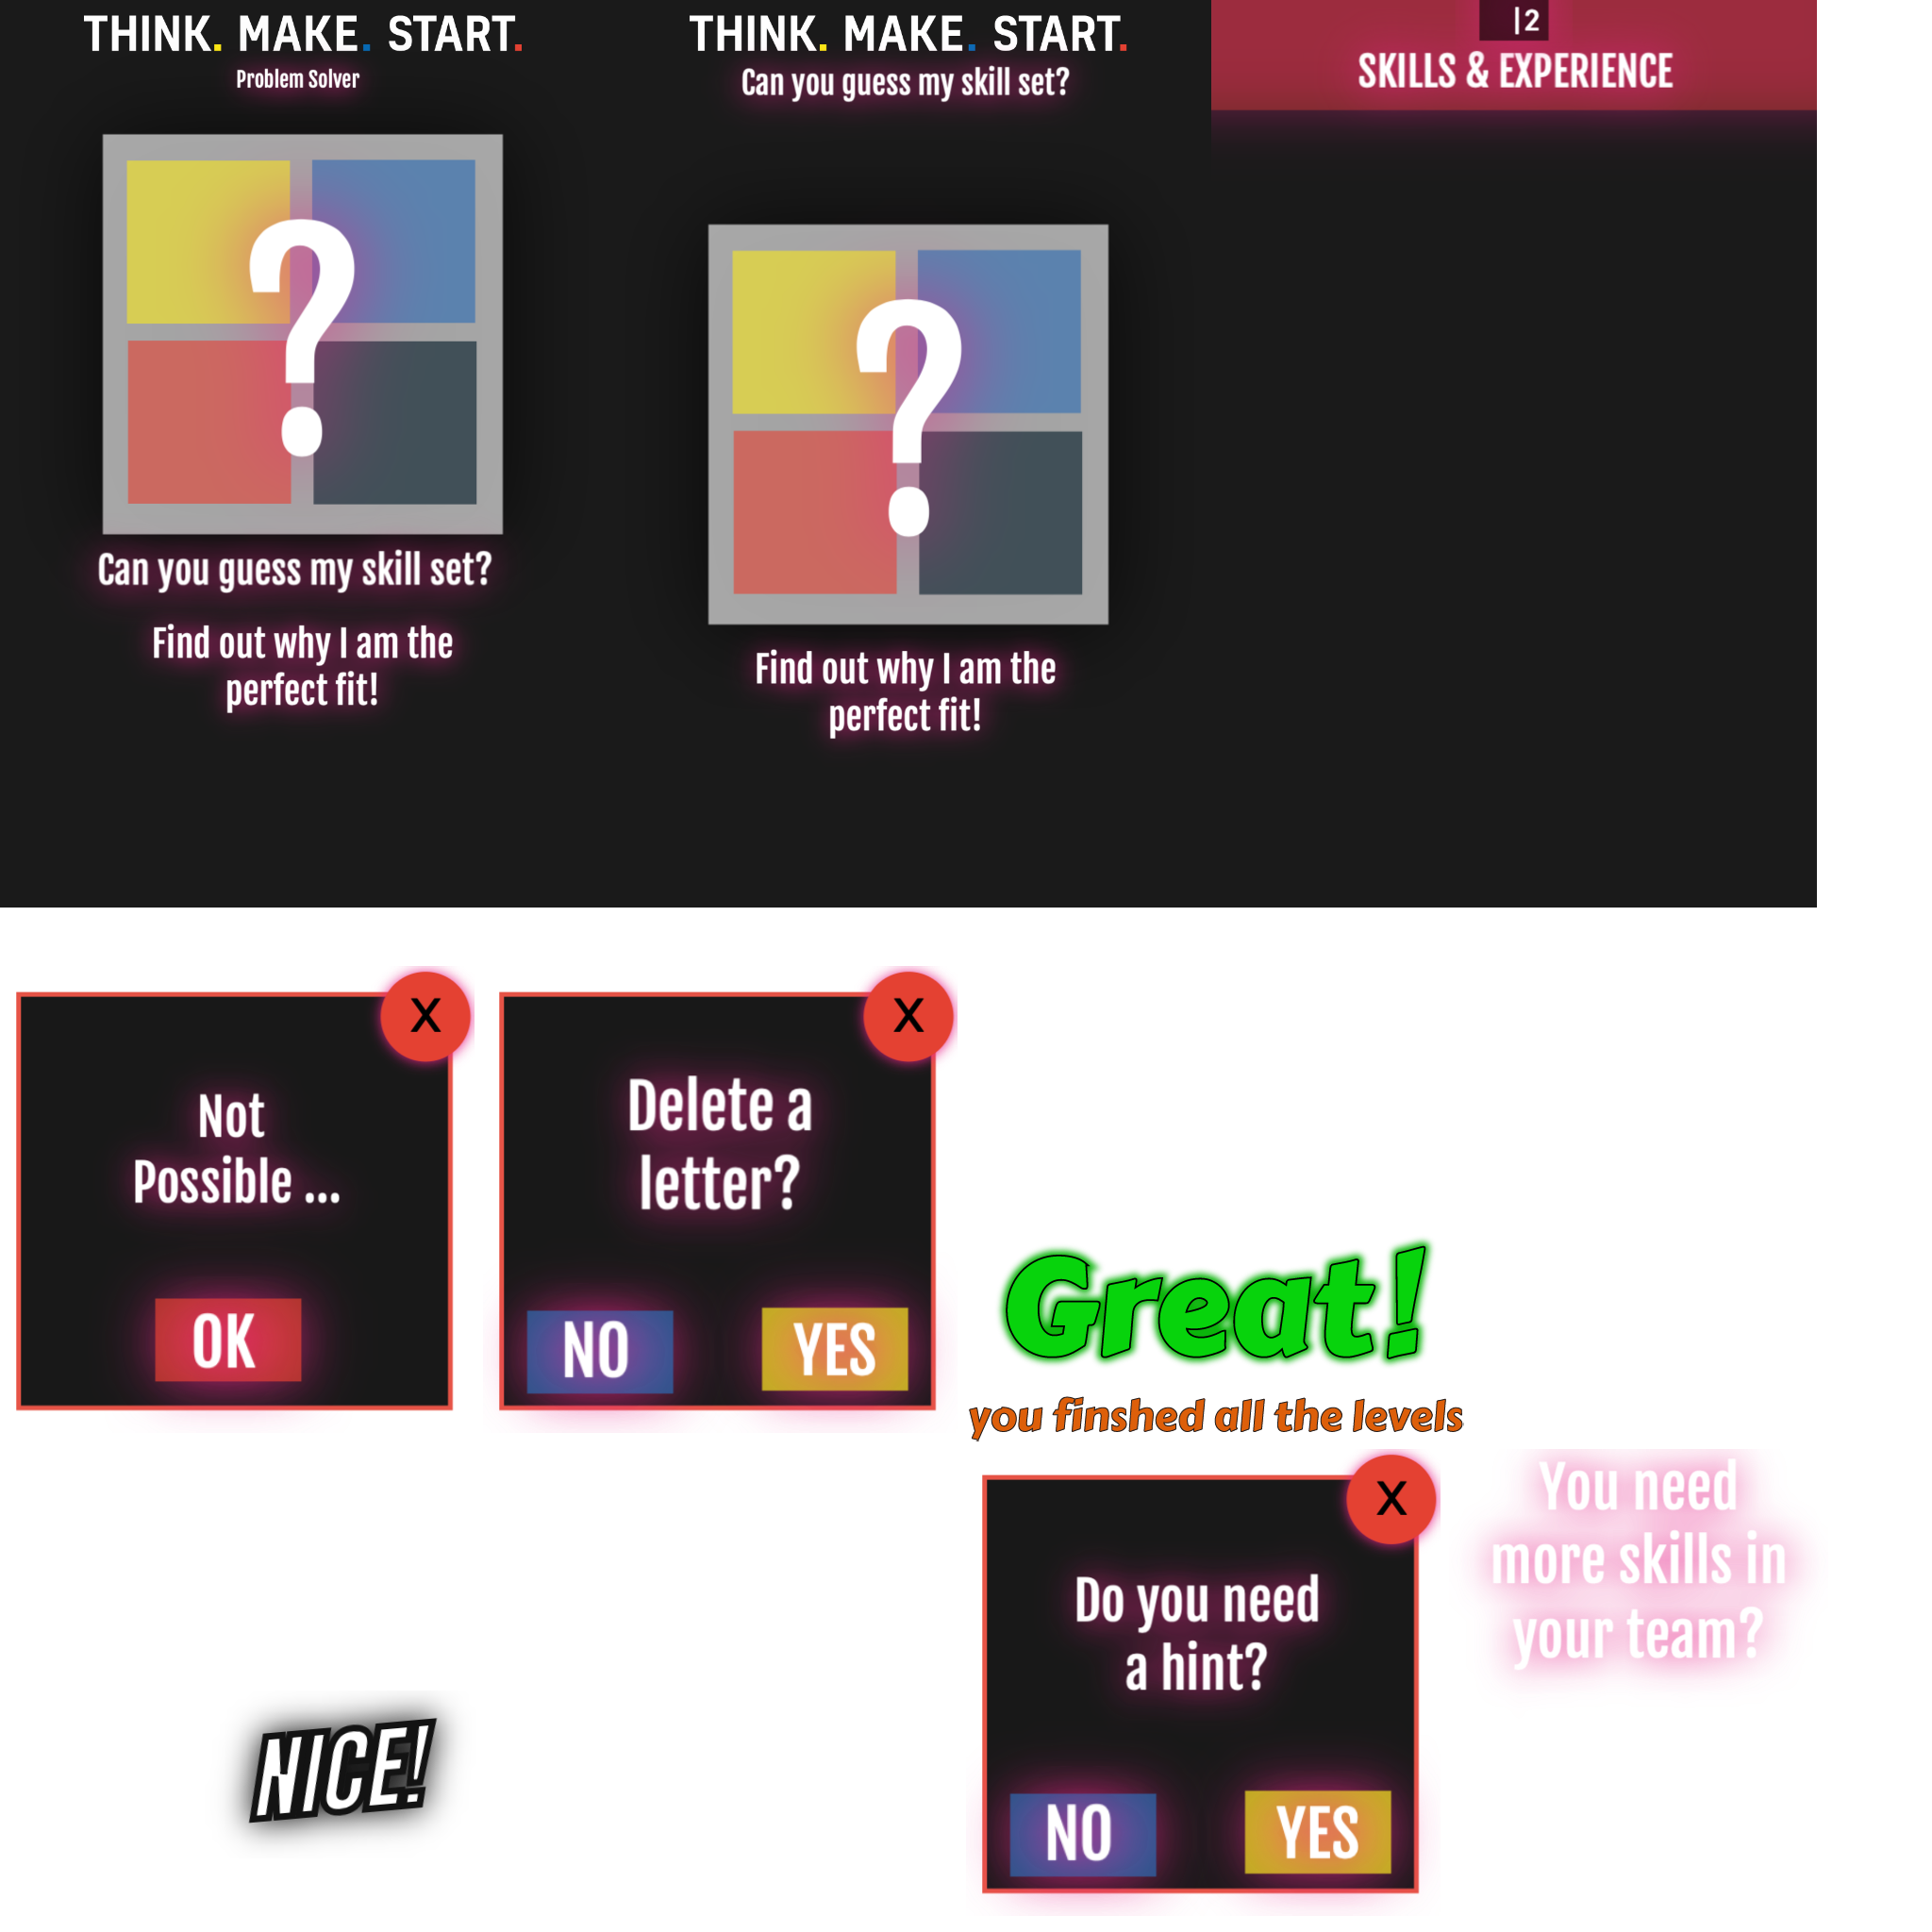 THINK. MAKE. START.
Problem Solver
?
Can you guess my skill set?
Find out why I am the
perfect fit!
THINK. MAKE. START.
Can you guess my skill set?
?
Find out why I am the
perfect fit!
|2
SKILLS & EXPERIENCE
X
Not
Possible ...
OK
X
Delete a
letter?
NO
YES
Great!
you finshed all the levels
X
Do you need
a hint?
NO
YES
You need
more skills in
your team?
NICE!